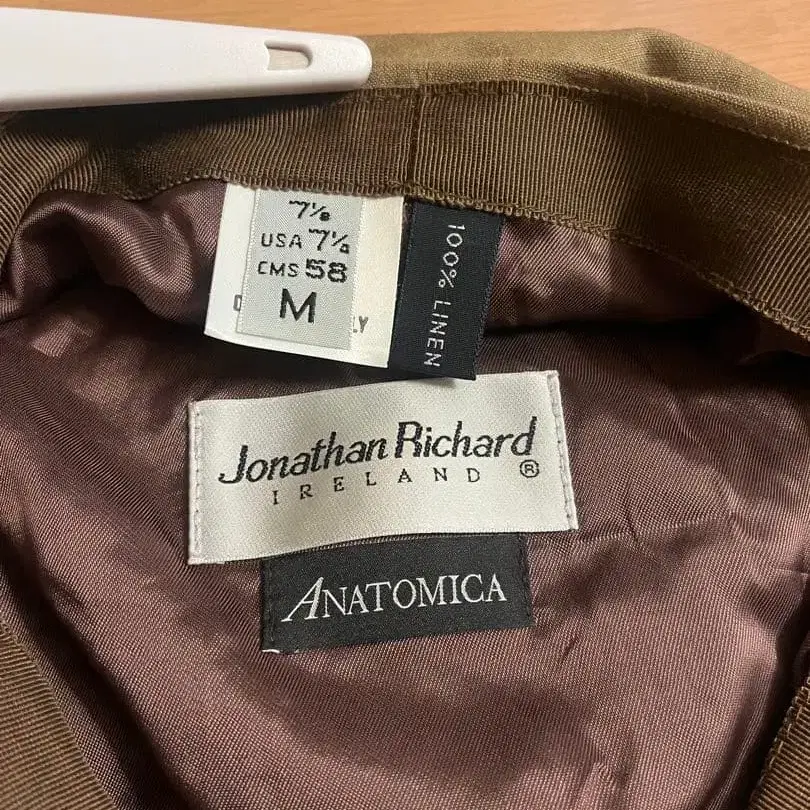 7⅛
USA 7¼
CMS 58
M
100% LINEN
Jonathan Richard
IRELAND ®
ANATOMICA